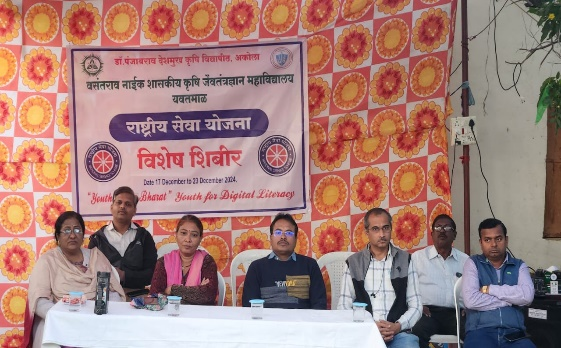 डॉ. पंजाबराव देशमुख कृषि विद्यापीठ, अकोला
वसंतराव नाईक शासकीय कृषि जैवतंत्रज्ञान महाविद्यालय
यवतमाळ
राष्ट्रीय सेवा योजना
विशेष शिबीर
Date 17 December to 23 December 2024.
"Youth Bharat" Youth for Digital Literacy